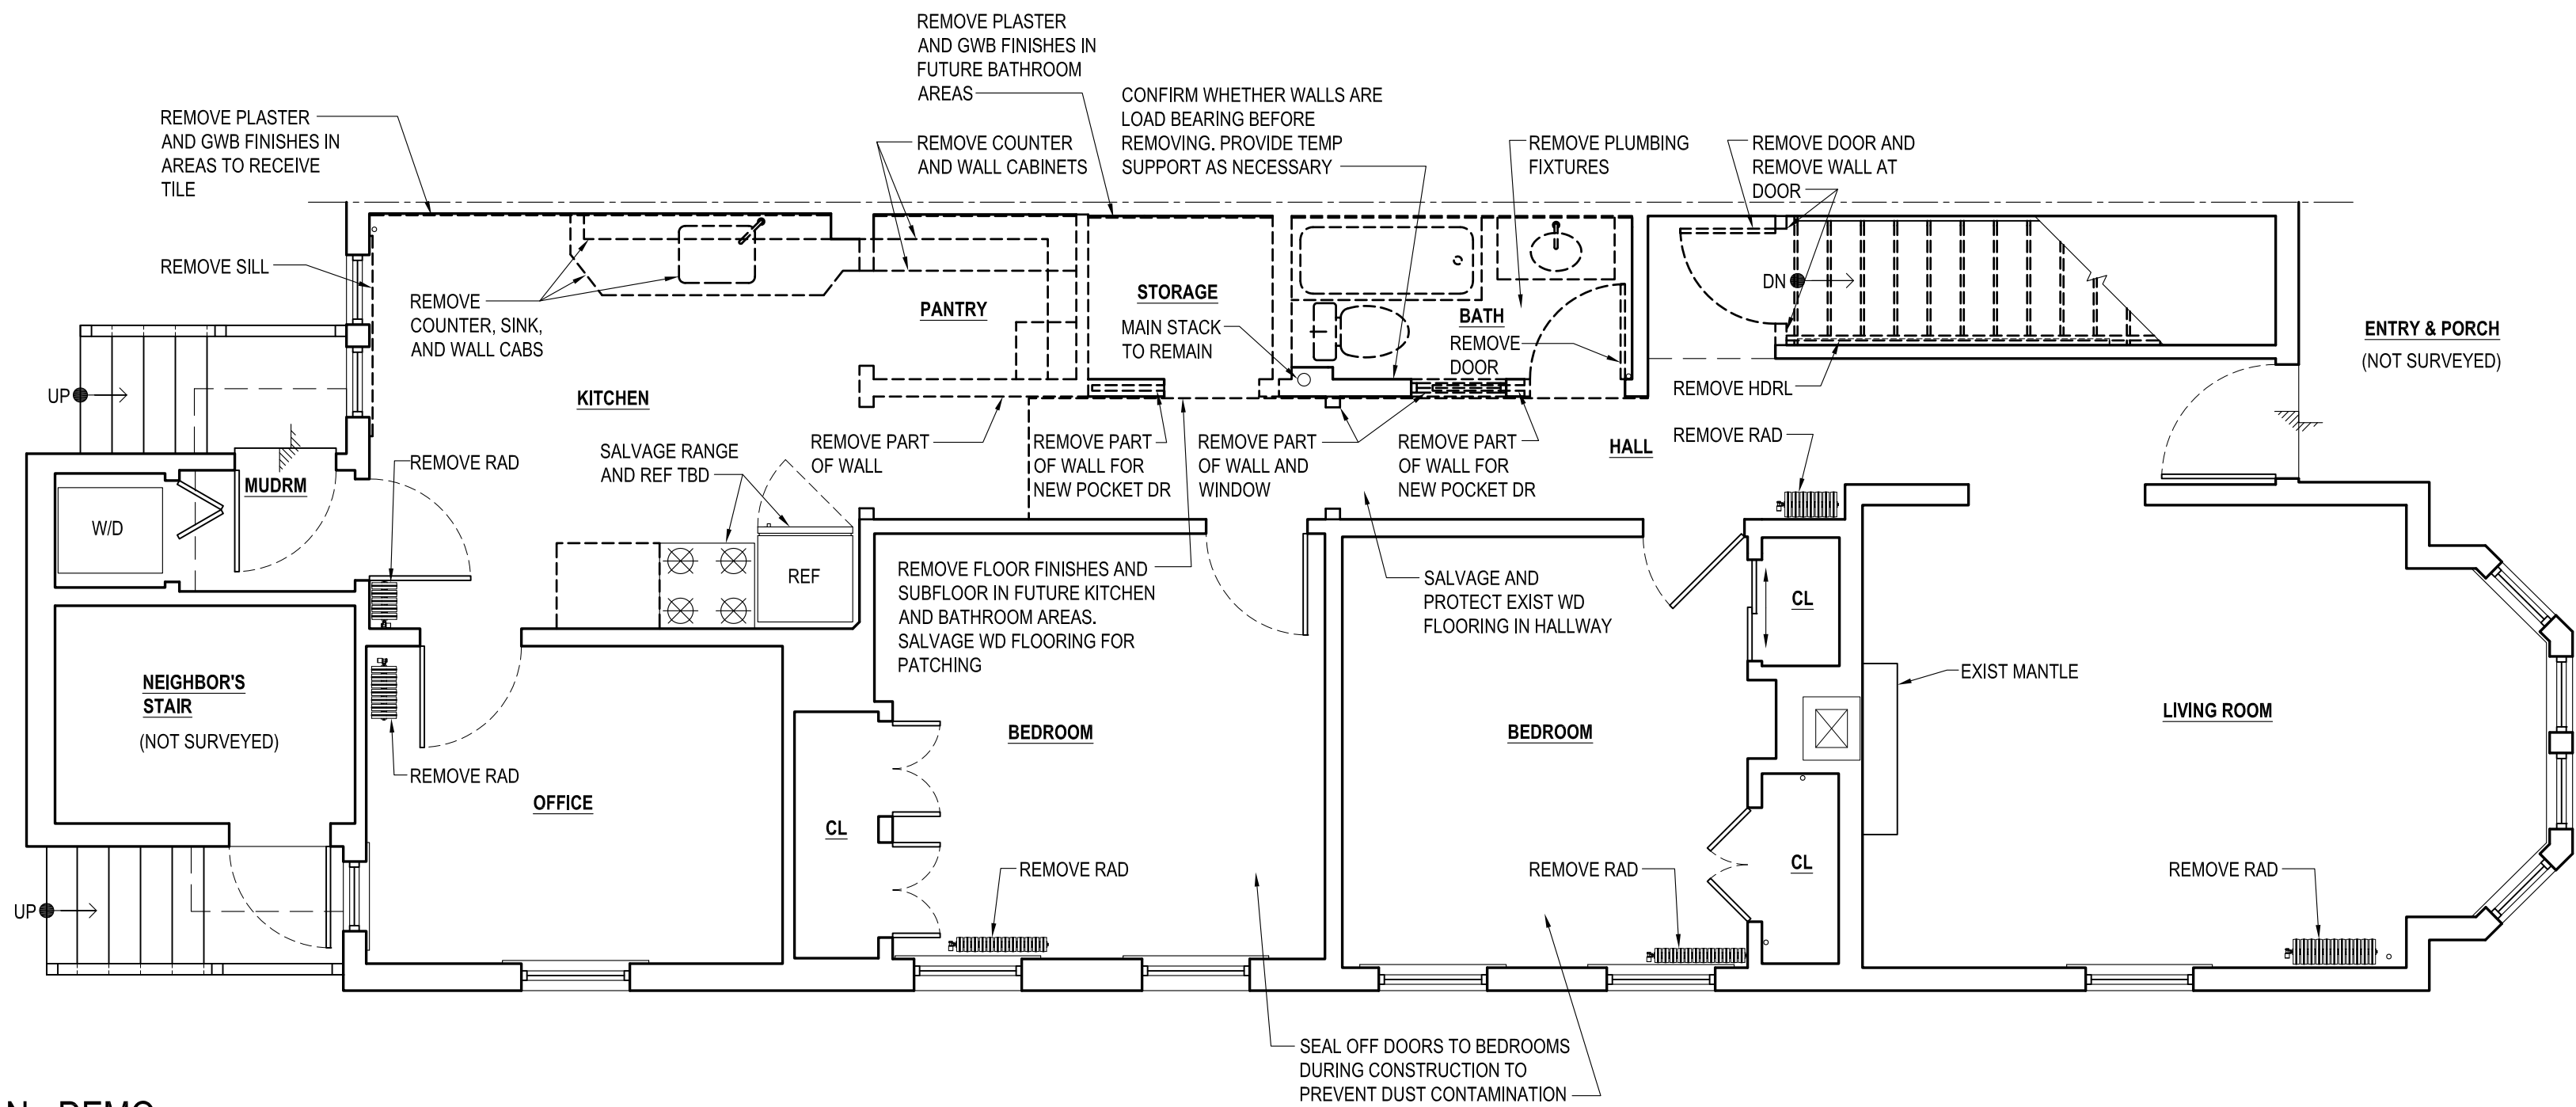 REMOVE PLASTER
AND GWB FINISHES IN
FUTURE BATHROOM
AREAS
REMOVE PLASTER
AND GWB FINISHES IN
AREAS TO RECEIVE
TILE
REMOVE COUNTER
AND WALL CABINETS
CONFIRM WHETHER WALLS ARE
LOAD BEARING BEFORE
REMOVING. PROVIDE TEMP
SUPPORT AS NECESSARY
REMOVE PLUMBING
FIXTURES
REMOVE DOOR AND
REMOVE WALL AT
DOOR
REMOVE SILL
REMOVE
COUNTER, SINK,
AND WALL CABS
PANTRY
STORAGE
MAIN STACK
TO REMAIN
BATH
REMOVE
DOOR
DN
ENTRY & PORCH
(NOT SURVEYED)
UP
KITCHEN
REMOVE HDRL
REMOVE RAD
MUDRM
W/D
SALVAGE RANGE
AND REF TBD
REMOVE PART
OF WALL
REMOVE PART
OF WALL FOR
NEW POCKET DR
REMOVE PART
OF WALL AND
WINDOW
REMOVE PART
OF WALL FOR
NEW POCKET DR
HALL
REMOVE RAD
REF
REMOVE FLOOR FINISHES AND
SUBFLOOR IN FUTURE KITCHEN
AND BATHROOM AREAS.
SALVAGE WD FLOORING FOR
PATCHING
SALVAGE AND
PROTECT EXIST WD
FLOORING IN HALLWAY
CL
NEIGHBOR'S
STAIR
(NOT SURVEYED)
REMOVE RAD
OFFICE
CL
BEDROOM
BEDROOM
EXIST MANTLE
LIVING ROOM
UP
REMOVE RAD
REMOVE RAD
CL
REMOVE RAD
SEAL OFF DOORS TO BEDROOMS
DURING CONSTRUCTION TO
PREVENT DUST CONTAMINATION